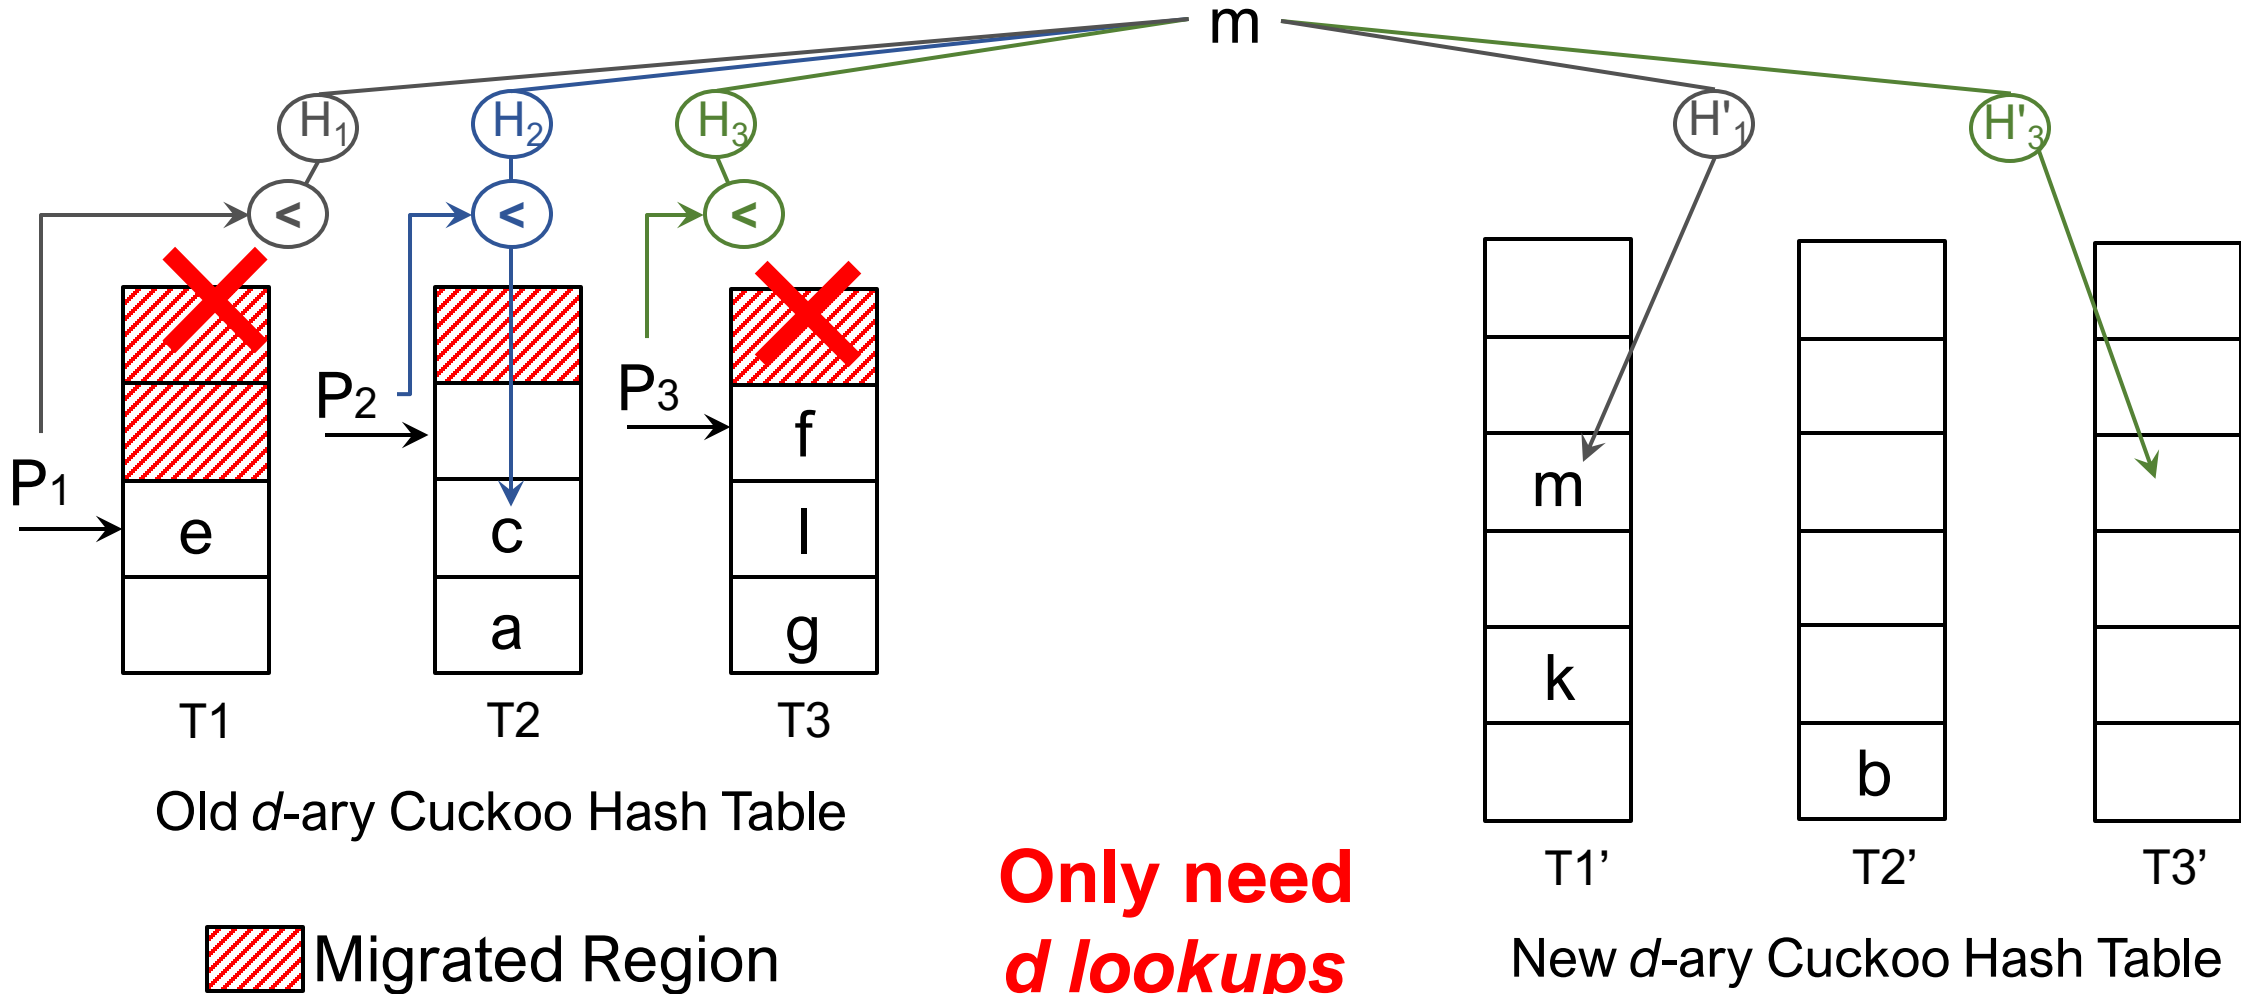 m
H1 H2 H3 H'1 H'3
< < <
P1 P2 P3
e
c
a
f
l
g
m
k
b
T1 T2 T3
T1’ T2’ T3’
Old d-ary Cuckoo Hash Table
Only need
d lookups
Migrated Region
New d-ary Cuckoo Hash Table